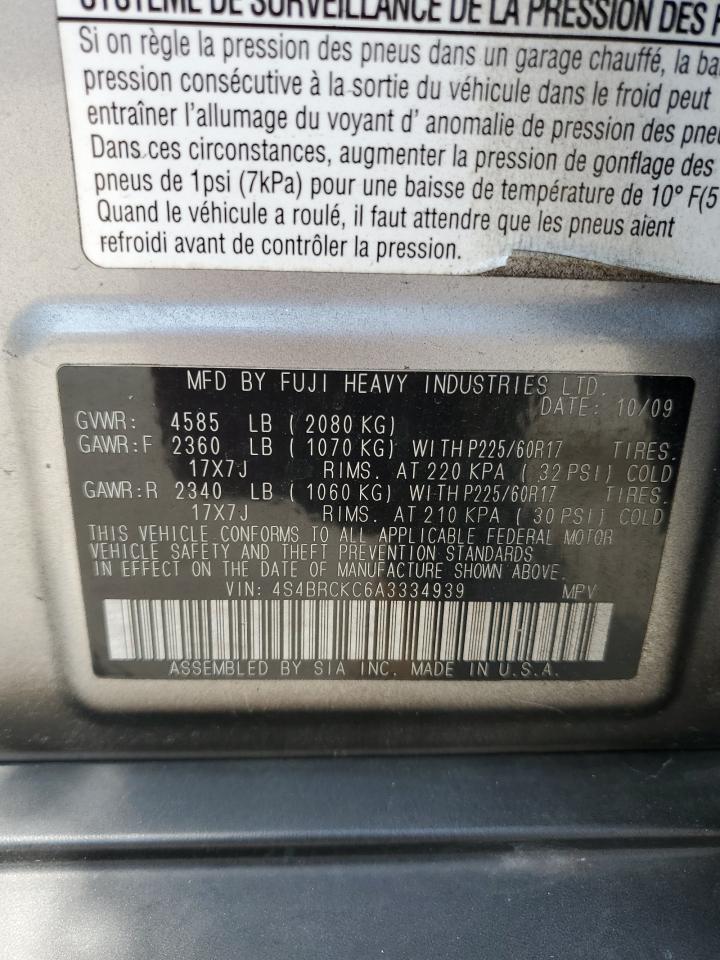 SYSTÈME DE SURVEILLANCE DE LA PRESSION DES
Si on règle la pression des pneus dans un garage chauffé, la
pression consécutive à la sortie du véhicule dans le froid peut
entraîner l'allumage du voyant d' anomalie de pression des
Dans ces circonstances, augmenter la pression de gonflage des
pneus de 1psi (7kPa) pour une baisse de température de 10° F(5
Quand le véhicule a roulé, il faut attendre que les pneus aient
refroidi avant de contrôler la pression.
MFD BY FUJI HEAVY INDUSTRIES LTD.
DATE: 10/09
GVWR: 4585 LB ( 2080 KG)
GAWR:F 2360 LB ( 1070 KG) WITH P225/60R17 TIRES.
17X7J RIMS. AT 220 KPA ( 32 PSI) COLD
GAWR:R 2340 LB ( 1060 KG) WITH P225/60R17 TIRES.
17X7J RIMS. AT 210 KPA ( 30 PSI) COLD
THIS VEHICLE CONFORMS TO ALL APPLICABLE FEDERAL MOTOR
VEHICLE SAFETY AND THEFT PREVENTION STANDARDS
IN EFFECT ON THE DATE OF MANUFACTURE SHOWN ABOVE.
VIN: 4S4BRCKC6A3334939 MPV
ASSEMBLED BY SIA INC. MADE IN U.S.A.